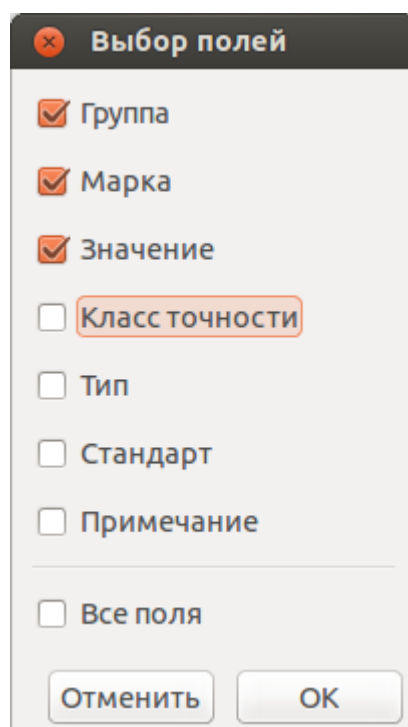 Выбор полей
Группа
Марка
Значение
Класс точности
Тип
Стандарт
Примечание
Все поля
Отменить OK